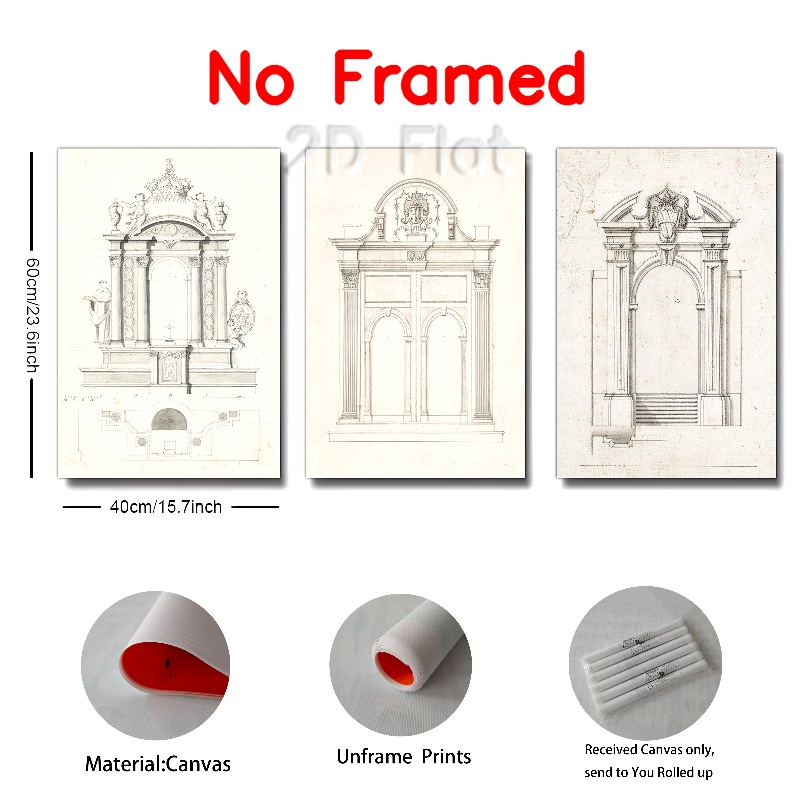 No Framed
2D Flat
60cm/23.6inch
40cm/15.7inch
Material:Canvas
Unframe Prints
Received Canvas only,
send to You Rolled up